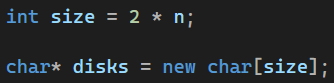 int size = 2 * n;
char* disks = new char[size];